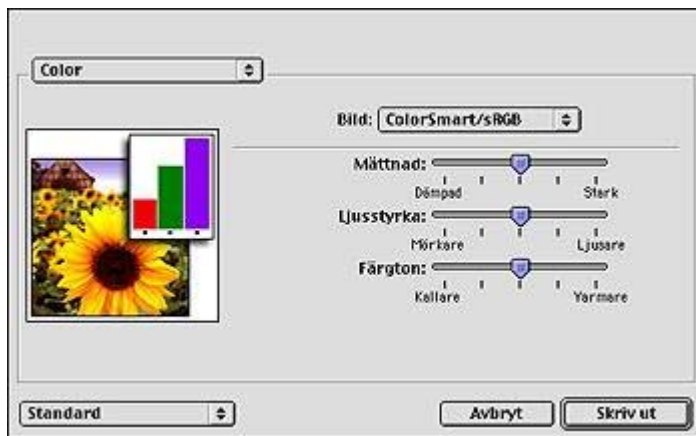 Color
Bild: ColorSmart/sRGB
Mättnad:
Dämpad Stark
Ljusstyrka:
Mörkare Ljusare
Färgton:
Kallare Varmare
Standard Avbryt Skriv ut